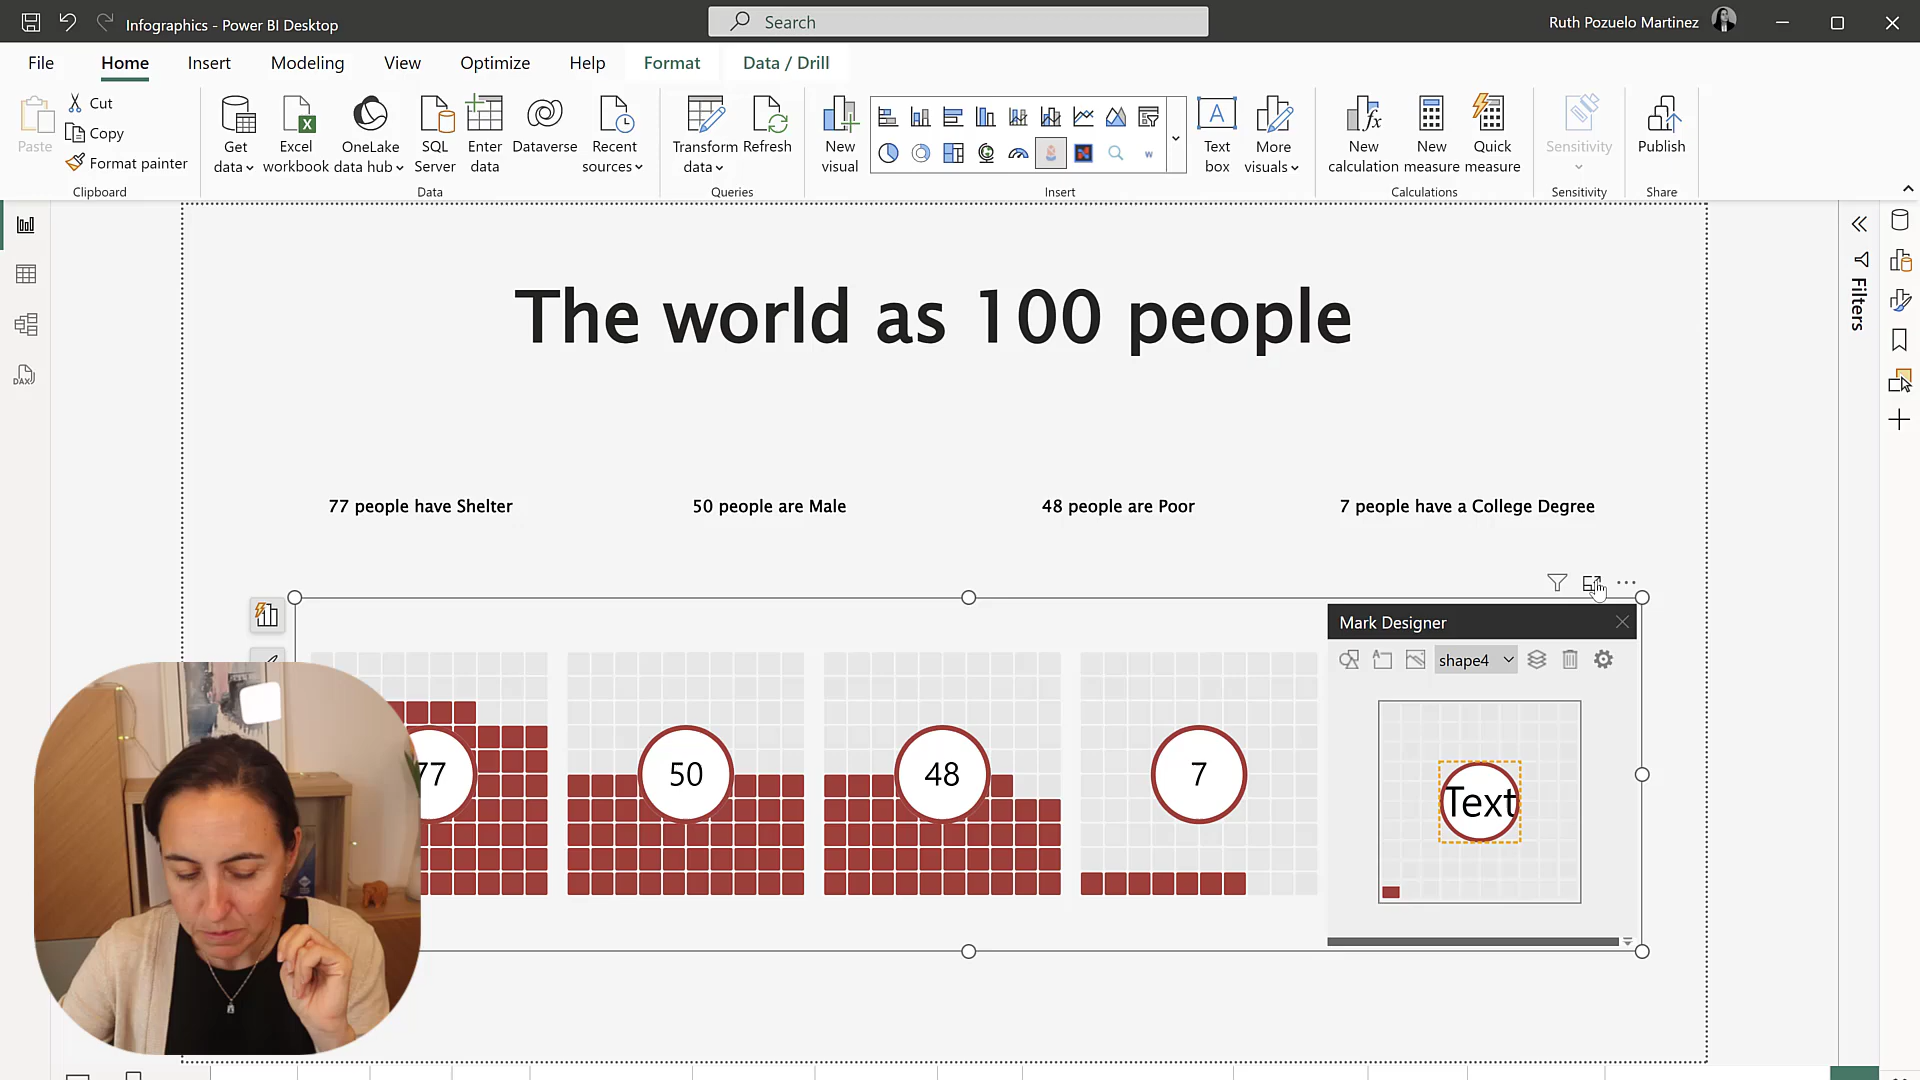 Infographics - Power BI Desktop
Search
Ruth Pozuelo Martinez
File Home Insert Modeling View Optimize Help Format Data / Drill
Paste
Cut
Copy
Format painter
Clipboard
Get data
Excel workbook
OneLake data hub
SQL Server
Enter data
Dataverse
Recent sources
Data
Transform data
Refresh
Queries
New visual
Text box
More visuals
Insert
New calculation
New measure
Quick measure
Calculations
Sensitivity
Sensitivity
Publish
Share
DAX
Filters
The world as 100 people
77 people have Shelter
50 people are Male
48 people are Poor
7 people have a College Degree
Mark Designer
shape4
77
50
48
7
Text